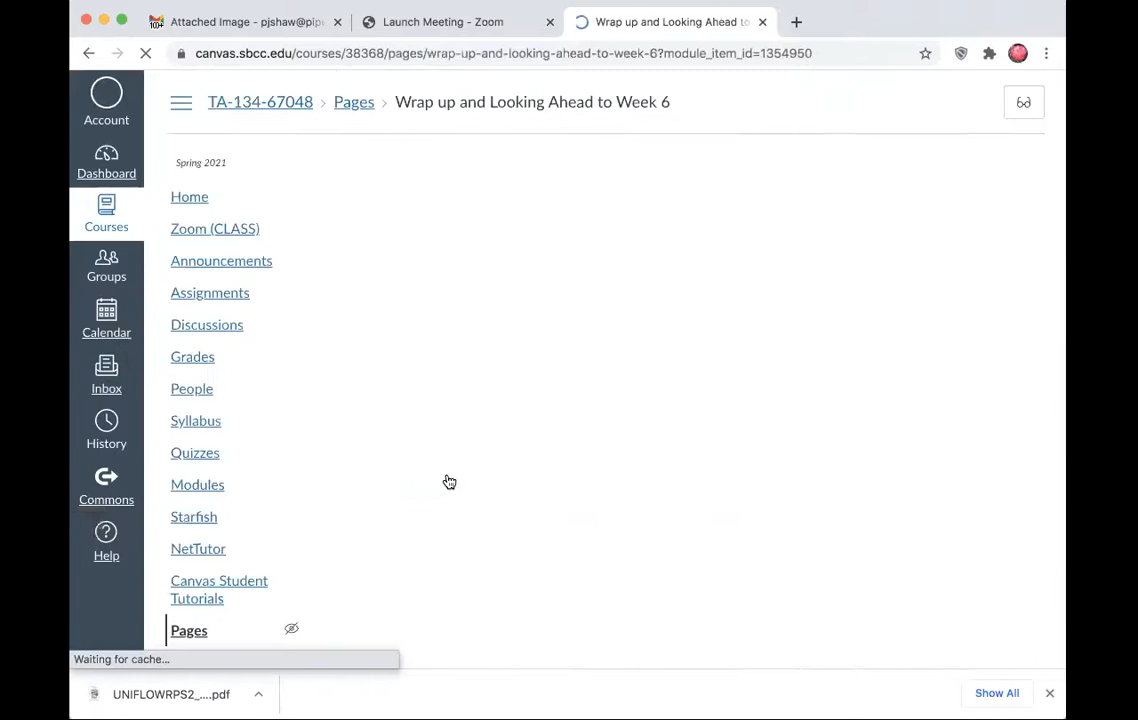 100+
Attached Image - pjshaw@pip
Launch Meeting - Zoom
Wrap up and Looking Ahead to
canvas.sbcc.edu/courses/38368/pages/wrap-up-and-looking-ahead-to-week-6?module_item_id=1354950
Account
Dashboard
Courses
Groups
Calendar
Inbox
History
Commons
Help
TA-134-67048 > Pages > Wrap up and Looking Ahead to Week 6
Spring 2021
Home
Zoom (CLASS)
Announcements
Assignments
Discussions
Grades
People
Syllabus
Quizzes
Modules
Starfish
NetTutor
Canvas Student
Tutorials
Pages
Waiting for cache...
UNIFLOWRPS2_....pdf
Show All